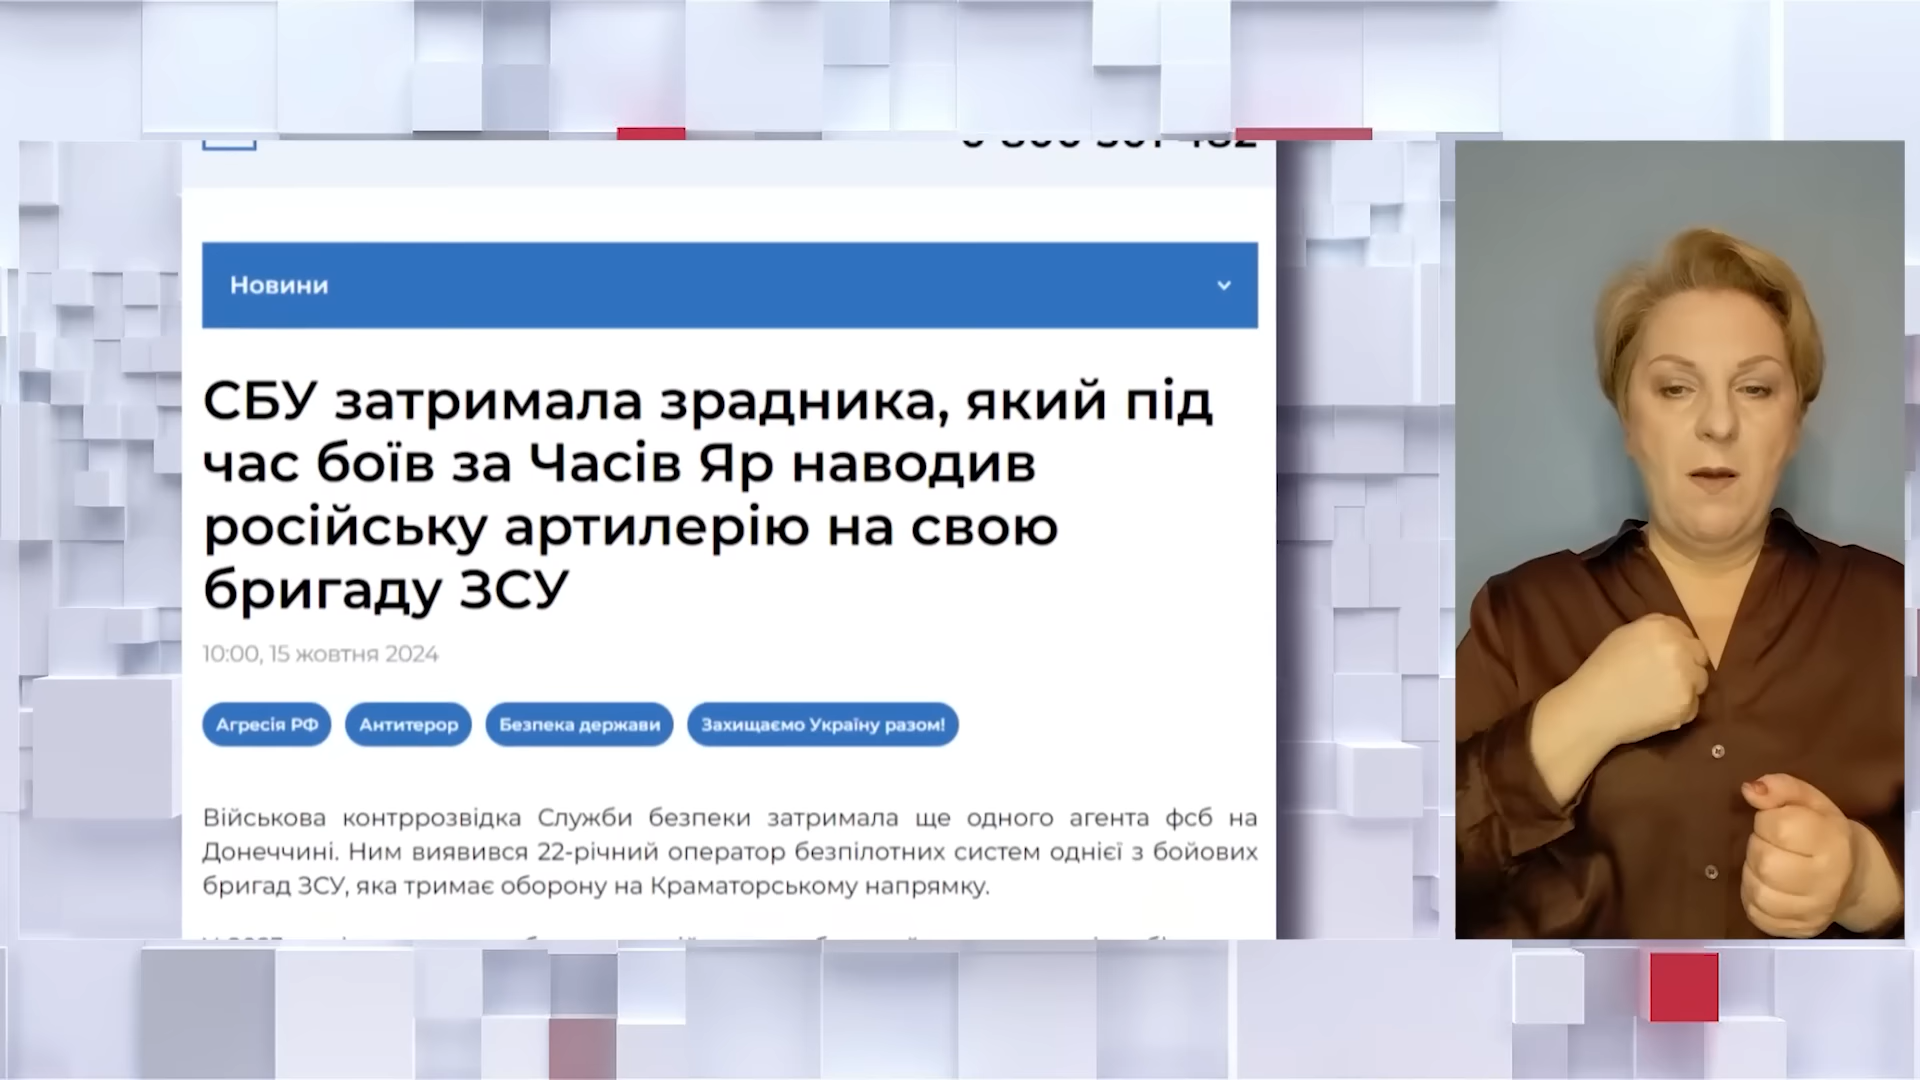 Новини
СБУ затримала зрадника, який під
час боїв за Часів Яр наводив
російську артилерію на свою
бригаду ЗСУ
10:00, 15 жовтня 2024
Агресія РФ Антитерор Безпека держави Захищаємо Україну разом!
Військова контррозвідка Служби безпеки затримала ще одного агента фсб на
Донеччині. Ним виявився 22-річний оператор безпілотних систем однієї з бойових
бригад ЗСУ, яка тримає оборону на Краматорському напрямку.